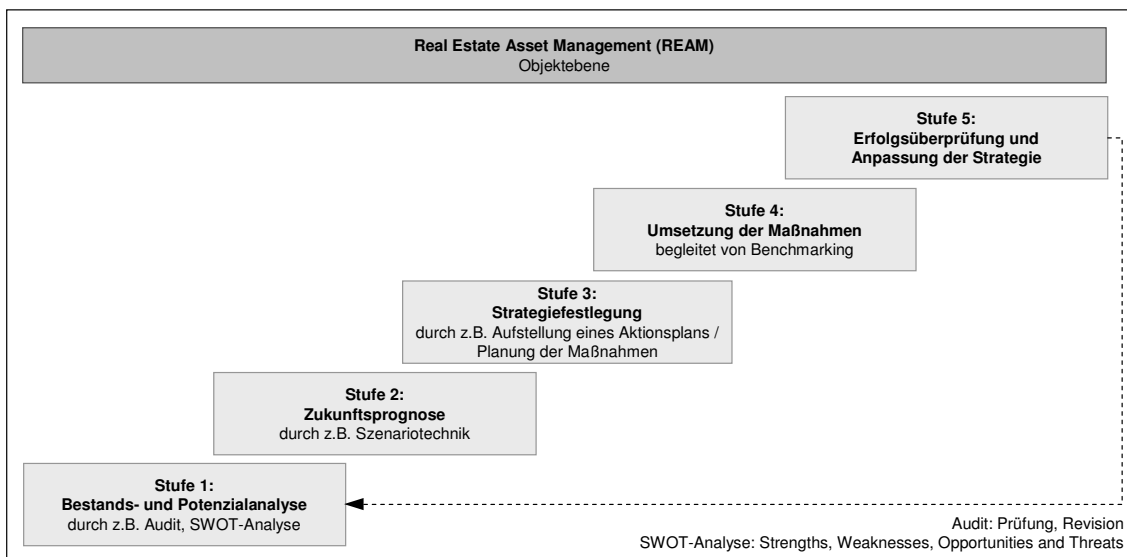 Real Estate Asset Management (REAM)
Objektebene
Stufe 5:
Erfolgsüberprüfung und
Anpassung der Strategie
Stufe 4:
Umsetzung der Maßnahmen
begleitet von Benchmarking
Stufe 3:
Strategiefestlegung
durch z.B. Aufstellung eines Aktionsplans /
Planung der Maßnahmen
Stufe 2:
Zukunftsprognose
durch z.B. Szenariotechnik
Stufe 1:
Bestands- und Potenzialanalyse
durch z.B. Audit, SWOT-Analyse
Audit: Prüfung, Revision
SWOT-Analyse: Strengths, Weaknesses, Opportunities and Threats